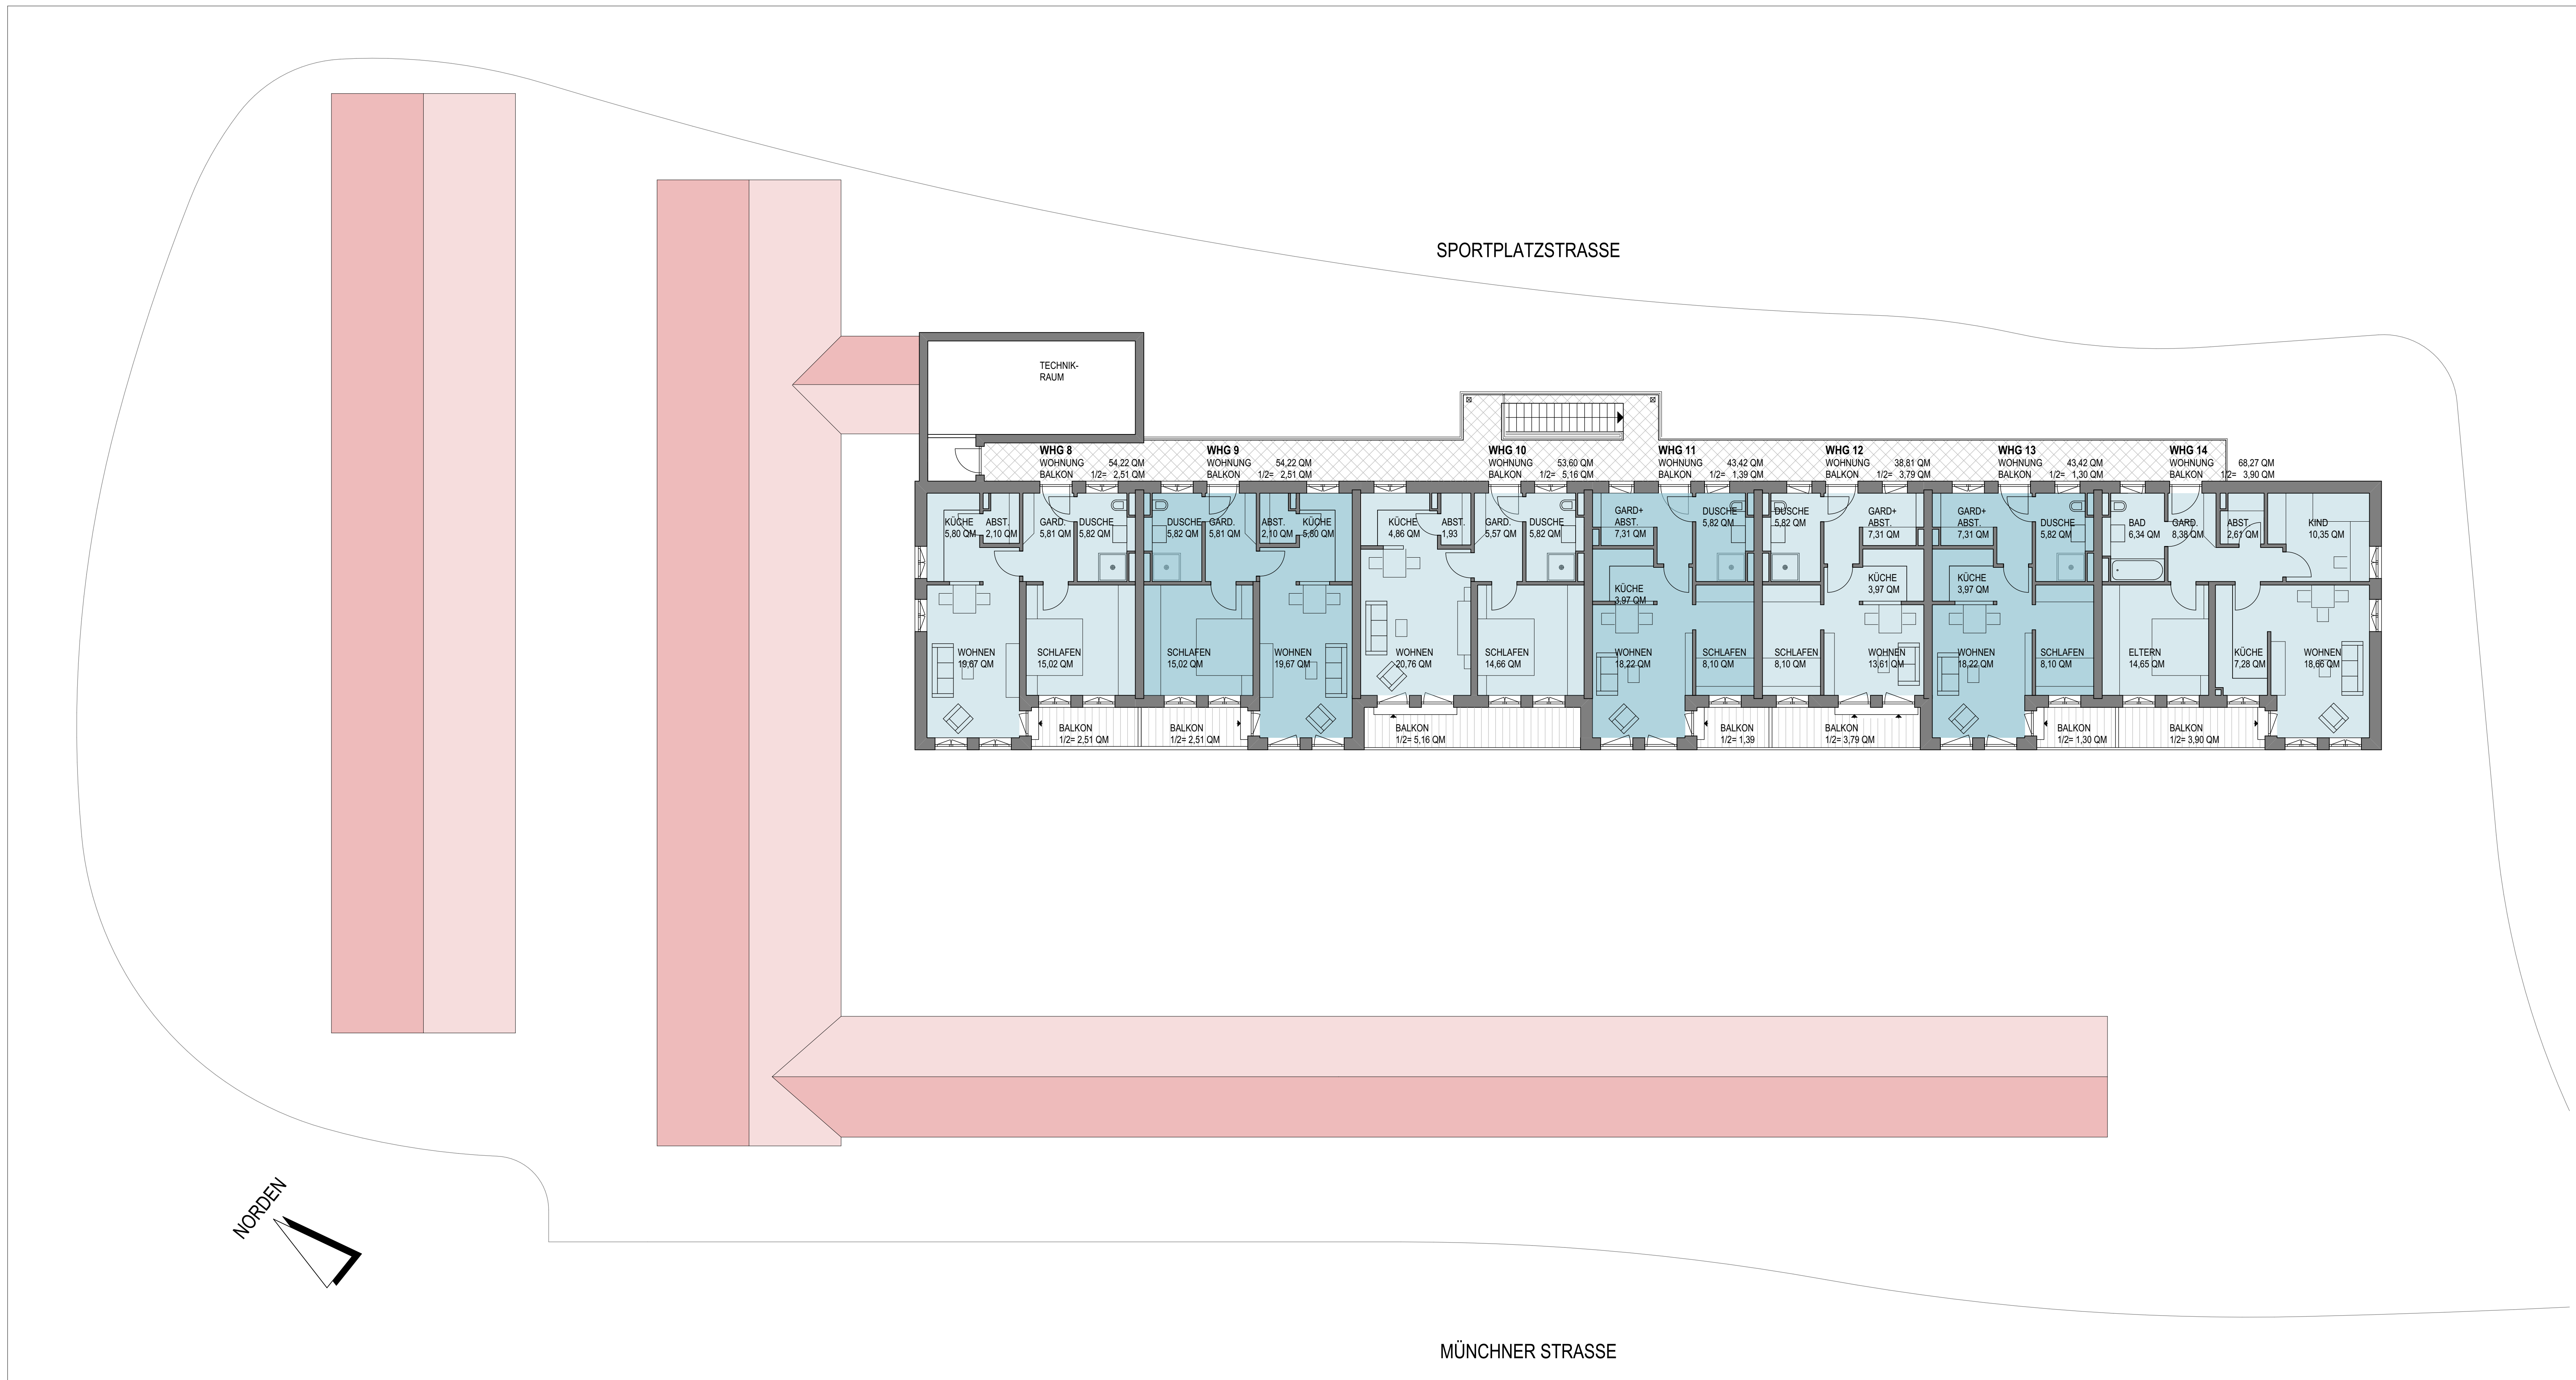 SPORTPLATZSTRASSE
TECHNIK-
RAUM
WHG 8
WOHNUNG 54,22 QM
BALKON 1/2= 2,51 QM
WHG 9
WOHNUNG 54,22 QM
BALKON 1/2= 2,51 QM
WHG 10
WOHNUNG 53,60 QM
BALKON 1/2= 5,16 QM
WHG 11
WOHNUNG 43,42 QM
BALKON 1/2= 1,39 QM
WHG 12
WOHNUNG 38,81 QM
BALKON 1/2= 3,79 QM
WHG 13
WOHNUNG 43,42 QM
BALKON 1/2= 1,30 QM
WHG 14
WOHNUNG 68,27 QM
BALKON 1/2= 3,90 QM
KÜCHE
5,80 QM
ABST.
2,10 QM
GARD.
5,81 QM
DUSCHE
5,82 QM
DUSCHE
5,82 QM
GARD.
5,81 QM
ABST.
2,10 QM
KÜCHE
5,80 QM
KÜCHE
4,86 QM
ABST.
1,93
GARD.
5,57 QM
DUSCHE
5,82 QM
GARD+
ABST.
7,31 QM
DUSCHE
5,82 QM
DUSCHE
5,82 QM
GARD+
ABST.
7,31 QM
GARD+
ABST.
7,31 QM
DUSCHE
5,82 QM
BAD
6,34 QM
GARD.
8,38 QM
ABST.
2,61 QM
KIND
10,35 QM
KÜCHE
3,97 QM
KÜCHE
3,97 QM
KÜCHE
3,97 QM
WOHNEN
19,67 QM
SCHLAFEN
15,02 QM
SCHLAFEN
15,02 QM
WOHNEN
19,67 QM
WOHNEN
20,76 QM
SCHLAFEN
14,66 QM
WOHNEN
18,22 QM
SCHLAFEN
8,10 QM
SCHLAFEN
8,10 QM
WOHNEN
13,61 QM
WOHNEN
18,22 QM
SCHLAFEN
8,10 QM
ELTERN
14,65 QM
KÜCHE
7,28 QM
WOHNEN
18,66 QM
BALKON
1/2= 2,51 QM
BALKON
1/2= 2,51 QM
BALKON
1/2= 5,16 QM
BALKON
1/2= 1,39
BALKON
1/2= 3,79 QM
BALKON
1/2= 1,30 QM
BALKON
1/2= 3,90 QM
NORDEN
MÜNCHNER STRASSE